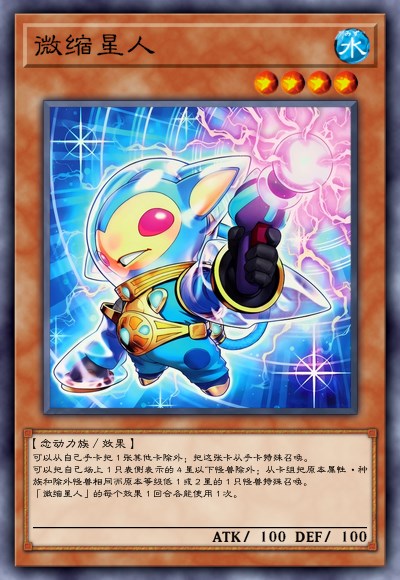 微缩星人
水
【念动力族／效果】
可以从自己手卡把1张其他卡除外；把这张卡从手卡特殊召唤。
可以把自己场上1只表侧表示的4星以下怪兽除外；从卡组把原本属性・种
族和除外怪兽相同而原本等级低1或2星的1只怪兽特殊召唤。
「微缩星人」的每个效果1回合各能使用1次。
ATK/ 100 DEF/ 100